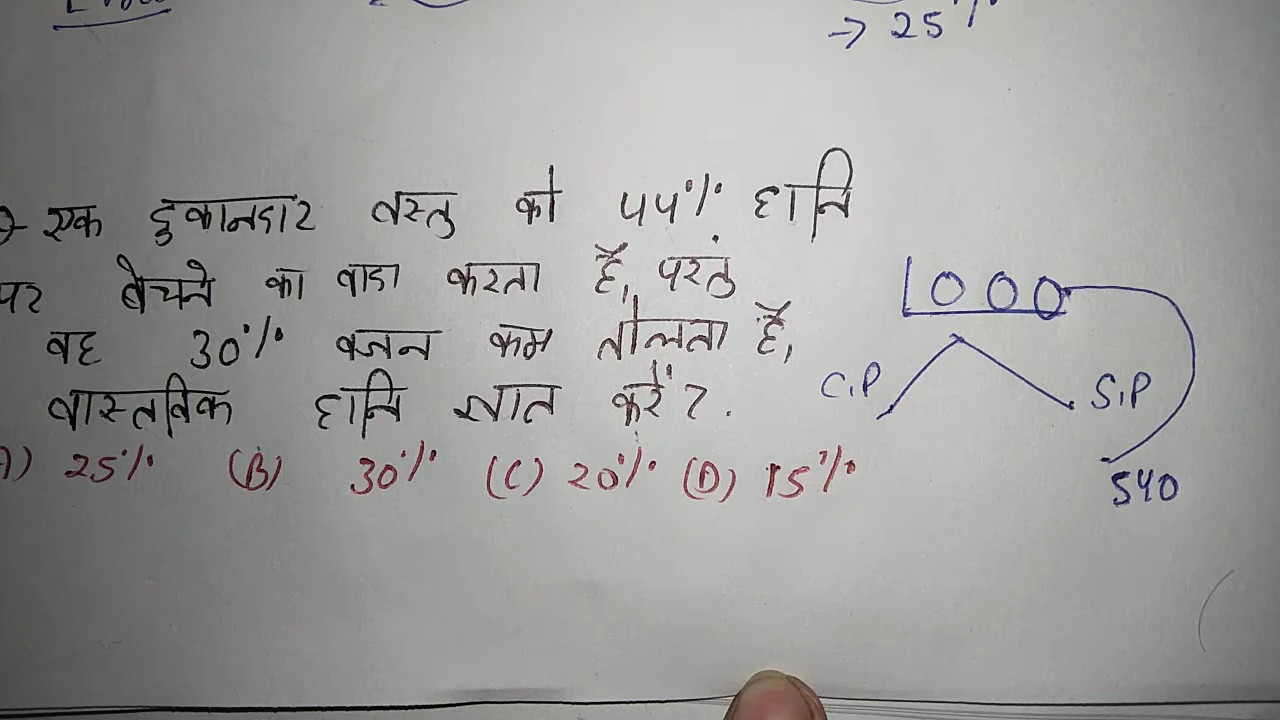 → 25%
एक दुकानदार वस्तु को 44% हानि
पर बेचने का वादा करता है, परंतु
वह 30% वजन कम तोलता है,
वास्तविक हानि ज्ञात करें?.
A) 25% (B) 30% (C) 20% (D) 15%
1000
C.P S.P
540